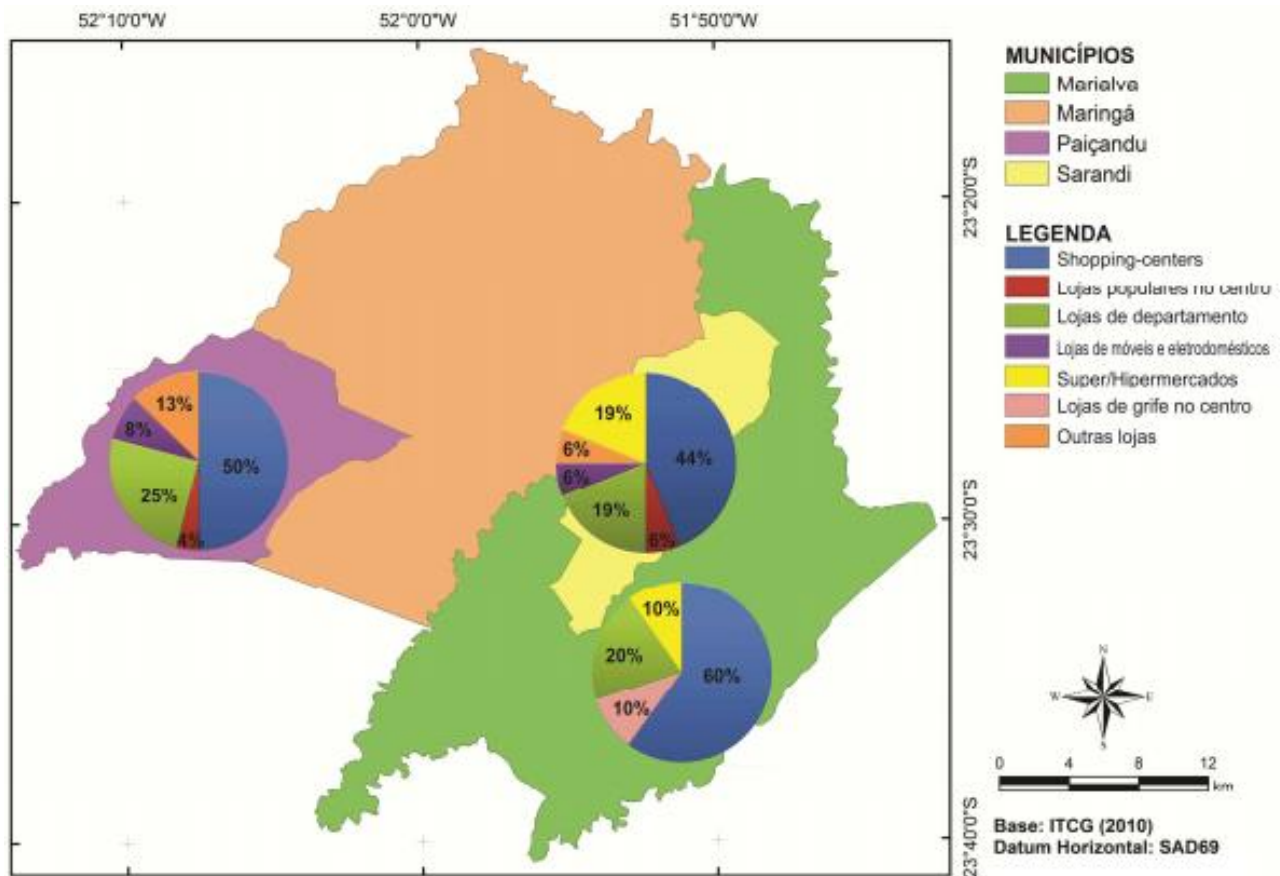 52°10'0"W
52°00'0"W
51°50'0"W
23°20'0"S
23°30'0"S
23°40'0"S
13%
8%
50%
25%
4%
19%
6%
44%
6%
19%
6%
10%
20%
60%
10%
MUNICÍPIOS
Marialva
Maringá
Paiçandu
Sarandi
LEGENDA
Shopping-centers
Lojas populares no centro
Lojas de departamento
Lojas de móveis e eletrodomésticos
Super/Hipermercados
Lojas de grife no centro
Outras lojas
N
W
E
S
0 4 8 12
km
Base: ITCG (2010)
Datum Horizontal: SAD69